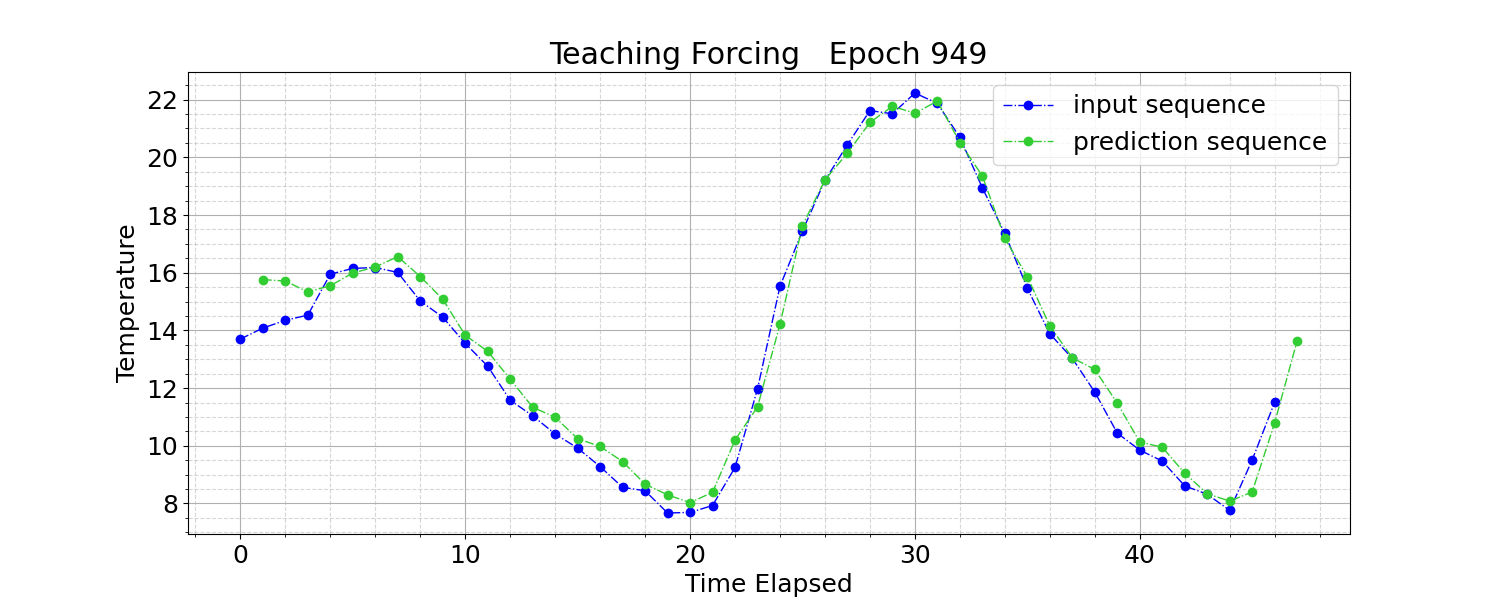 Teaching Forcing   Epoch 949
input sequence
prediction sequence
Temperature
22
20
18
16
14
12
10
8
0 10 20 30 40
Time Elapsed